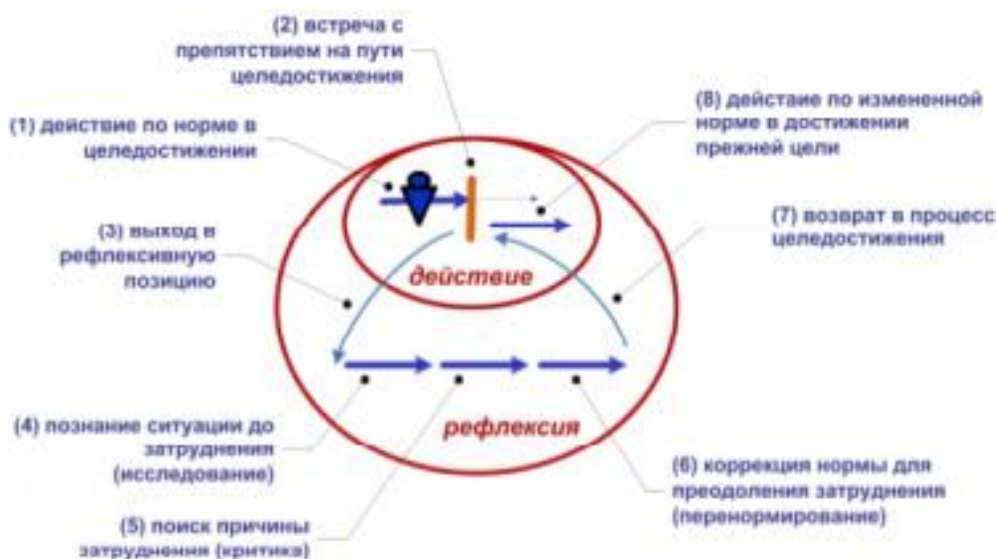 (2) встреча с
препятствием на пути
целедостижения
(1) действие по норме в
целедостижении
(8) действаие по измененной
норме в достижении
прежней цели
(3) выход в
рефлексивную
позицию
(7) возврат в процесс
целедостижения
действие
рефлексия
(4) познание ситуации до
затруднения
(исследование)
(5) поиск причины
затруднения (критика)
(6) коррекция нормы для
преодоления затруднения
(перенормирование)